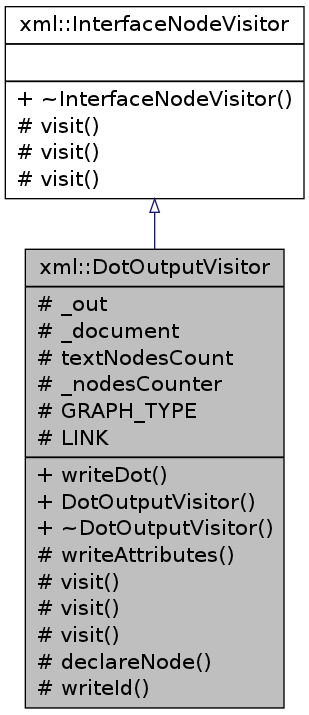 xml::InterfaceNodeVisitor
+ ~InterfaceNodeVisitor()
# visit()
# visit()
# visit()
xml::DotOutputVisitor
# _out
# _document
# textNodesCount
# _nodesCounter
# GRAPH_TYPE
# LINK
+ writeDot()
+ DotOutputVisitor()
+ ~DotOutputVisitor()
# writeAttributes()
# visit()
# visit()
# visit()
# declareNode()
# writeId()